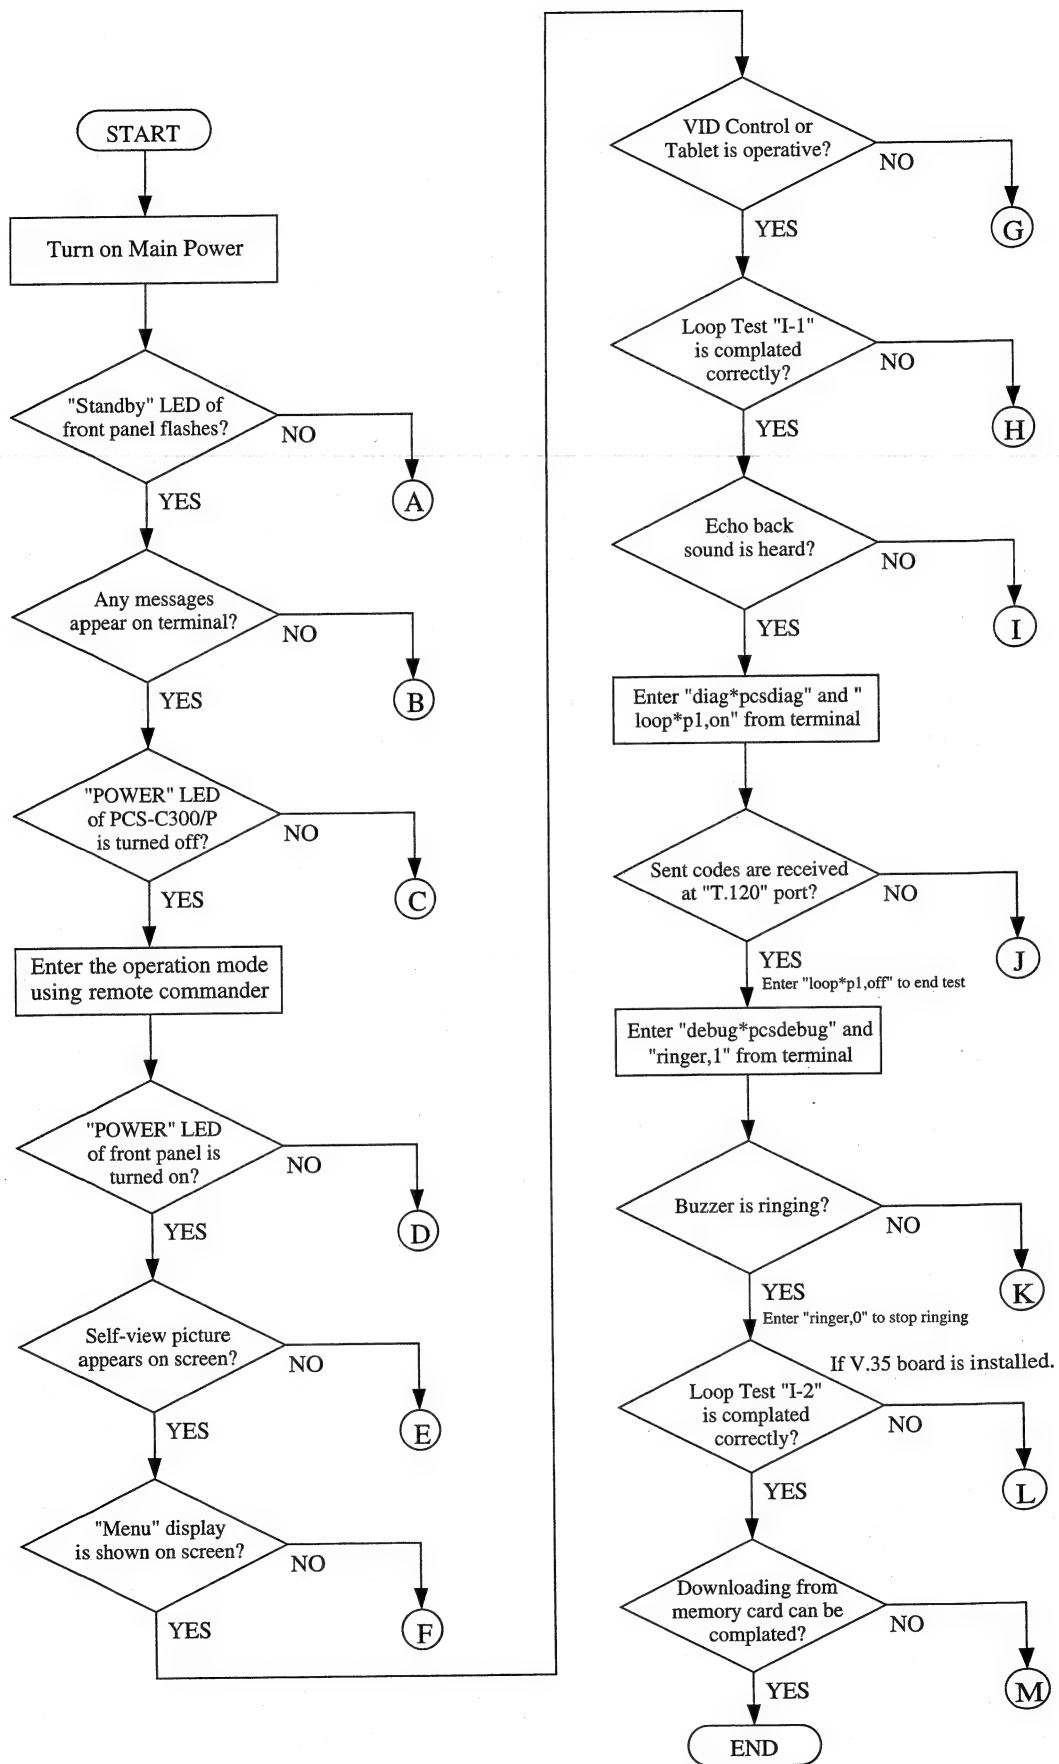 START
Turn on Main Power
"Standby" LED of
front panel flashes?
NO
A
YES
Any messages
appear on terminal?
NO
B
YES
"POWER" LED
of PCS-C300/P
is turned off?
NO
C
YES
Enter the operation mode
using remote commander
"POWER" LED
of front panel is
turned on?
NO
D
YES
Self-view picture
appears on screen?
NO
E
YES
"Menu" display
is shown on screen?
NO
F
YES
VID Control or
Tablet is operative?
NO
G
YES
Loop Test "I-1"
is complated
correctly?
NO
H
YES
Echo back
sound is heard?
NO
I
YES
Enter "diag*pcsdiag" and "
loop*p1,on" from terminal
Sent codes are received
at "T.120" port?
NO
J
YES
Enter "loop*p1,off" to end test
Enter "debug*pcsdebug" and
"ringer,1" from terminal
Buzzer is ringing?
NO
K
YES
Enter "ringer,0" to stop ringing
If V.35 board is installed.
Loop Test "I-2"
is complated
correctly?
NO
L
YES
Downloading from
memory card can be
complated?
NO
M
YES
END